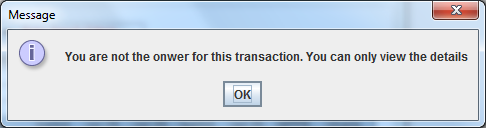 Message
You are not the onwer for this transaction. You can only view the details
OK